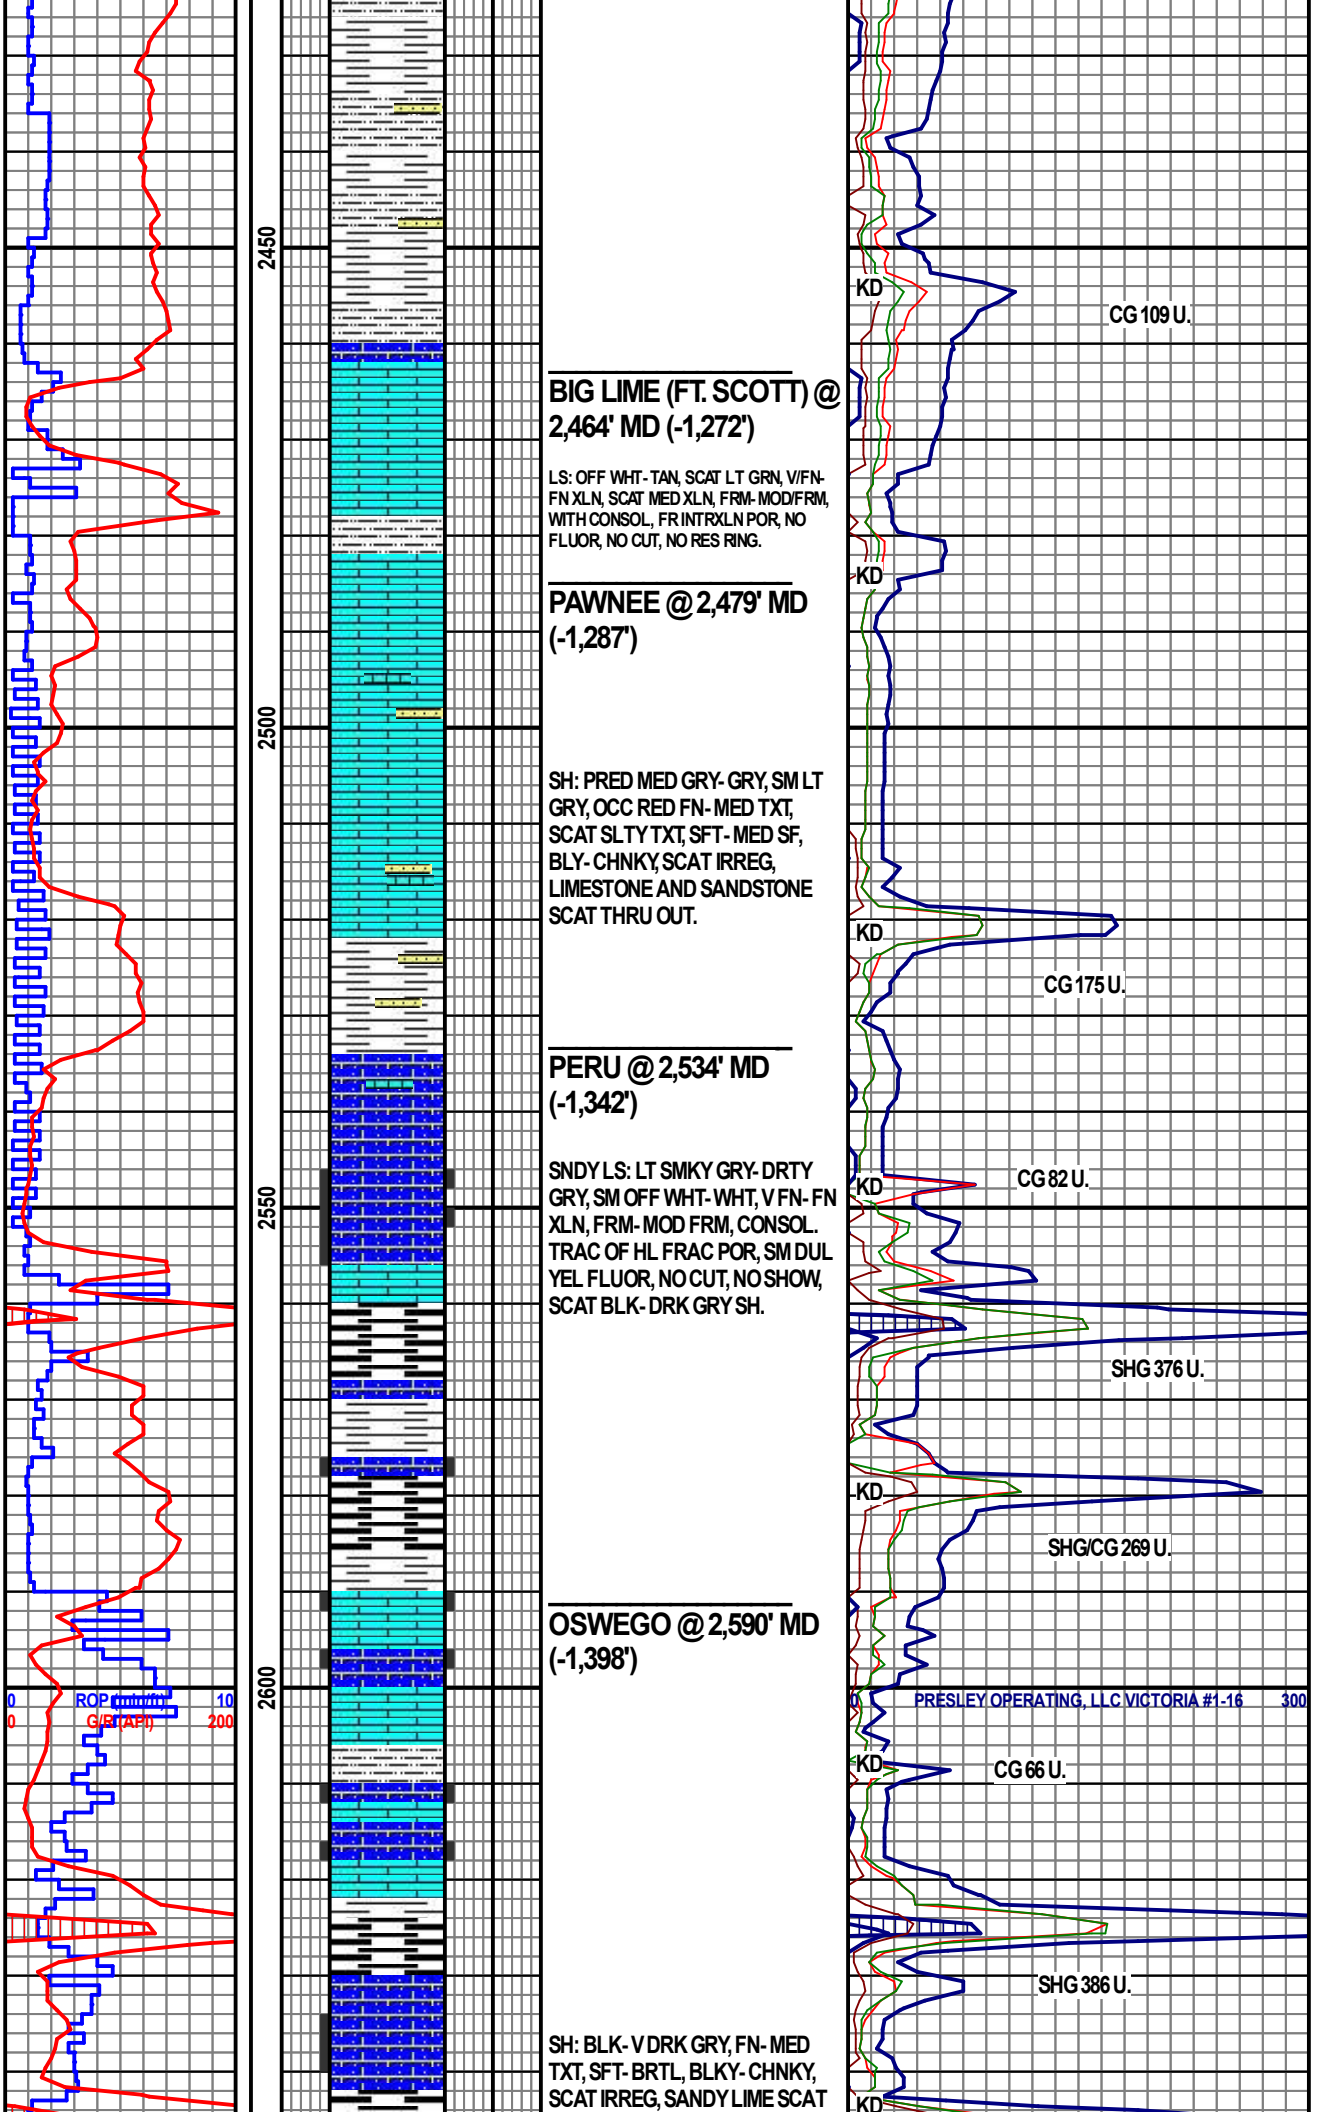 2450
KD
CG 109 U.
BIG LIME (FT. SCOTT) @
2,464' MD (-1,272')
LS: OFF WHT- TAN, SCAT LT GRN, V/FN-
FN XLN, SCAT MED XLN, FRM- MOD/FRM,
WITH CONSOL, FR INTRXLN POR, NO
FLUOR, NO CUT, NO RES RING.
KD
PAWNEE @ 2,479' MD
(-1,287')
2500
SH: PRED MED GRY- GRY, SM LT
GRY, OCC RED FN- MED TXT,
SCAT SLTY TXT, SFT- MED SF,
BLY- CHNKY, SCAT IRREG,
LIMESTONE AND SANDSTONE
SCAT THRU OUT.
KD
CG 175 U.
PERU @ 2,534' MD
(-1,342')
2550
SNDY LS: LT SMKY GRY- DRTY
GRY, SM OFF WHT- WHT, V FN- FN
XLN, FRM- MOD FRM, CONSOL.
TRAC OF HL FRAC POR, SM DUL
YEL FLUOR, NO CUT, NO SHOW,
SCAT BLK- DRK GRY SH.
KD
CG 82 U.
SHG 376 U.
KD
SHG/CG 269 U.
OSWEGO @ 2,590' MD
(-1,398')
2600
0 ROP (min/ft) 10
0 G/R (API) 200
0 PRESLEY OPERATING, LLC VICTORIA #1-16 300
KD
CG 66 U.
SHG 386 U.
SH: BLK- V DRK GRY, FN- MED
TXT, SFT- BRTL, BLKY- CHNKY,
SCAT IRREG, SANDY LIME SCAT
KD